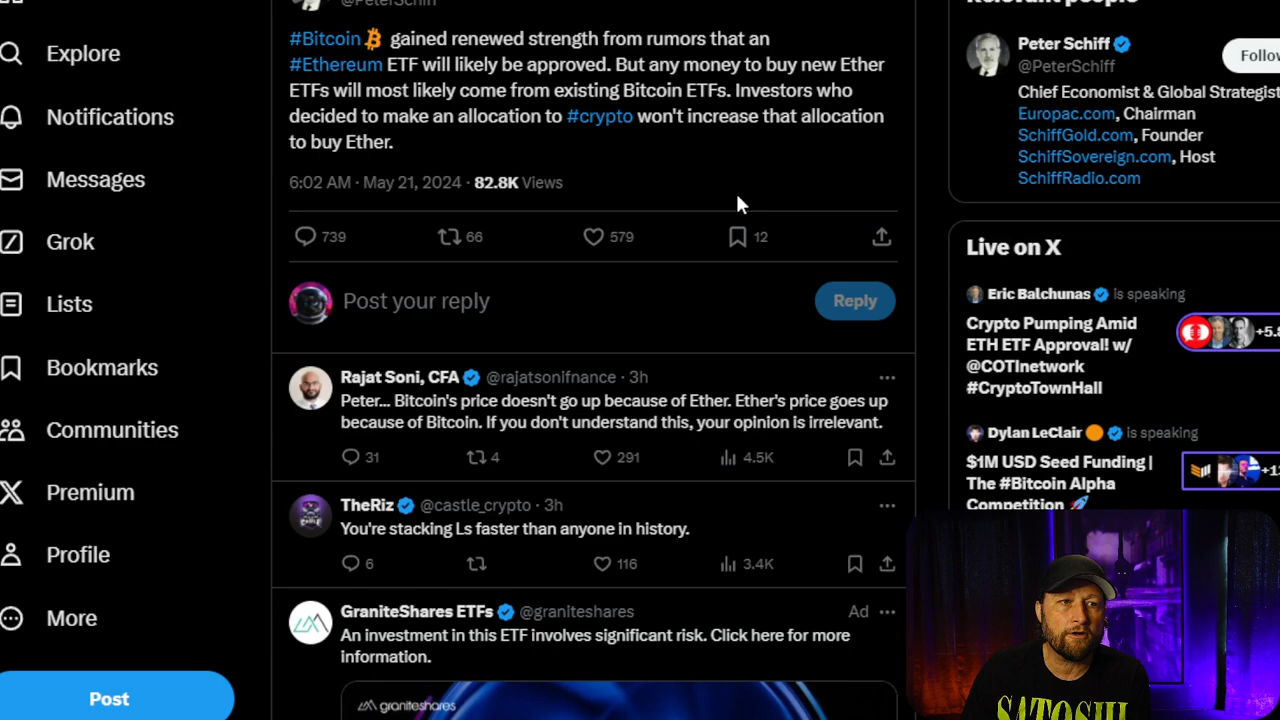 @PeterSchiff
#Bitcoin gained renewed strength from rumors that an
#Ethereum ETF will likely be approved. But any money to buy new Ether
ETFs will most likely come from existing Bitcoin ETFs. Investors who
decided to make an allocation to #crypto won't increase that allocation
to buy Ether.
6:02 AM · May 21, 2024 · 82.8K Views
739 66 579 12
Post your reply
Reply
Rajat Soni, CFA @rajatsonifnance · 3h
Peter... Bitcoin's price doesn't go up because of Ether. Ether's price goes up
because of Bitcoin. If you don't understand this, your opinion is irrelevant.
31 4 291 4.5K
TheRiz @castle_crypto · 3h
You're stacking Ls faster than anyone in history.
6 116 3.4K
GraniteShares ETFs @graniteshares Ad
An investment in this ETF involves significant risk. Click here for more
information.
graniteshares
Explore
Notifications
Messages
Grok
Lists
Bookmarks
Communities
Premium
Profile
More
Post
Relevant people
Peter Schiff
@PeterSchiff
Follo
Chief Economist & Global Strategist
Europac.com, Chairman
SchiffGold.com, Founder
SchiffSovereign.com, Host
SchiffRadio.com
Live on X
Eric Balchunas is speaking
Crypto Pumping Amid
ETH ETF Approval! w/
@COTInetwork
#CryptoTownHall
+5.8
Dylan LeClair is speaking
$1M USD Seed Funding |
The #Bitcoin Alpha
Competition
+1
SATOSHI